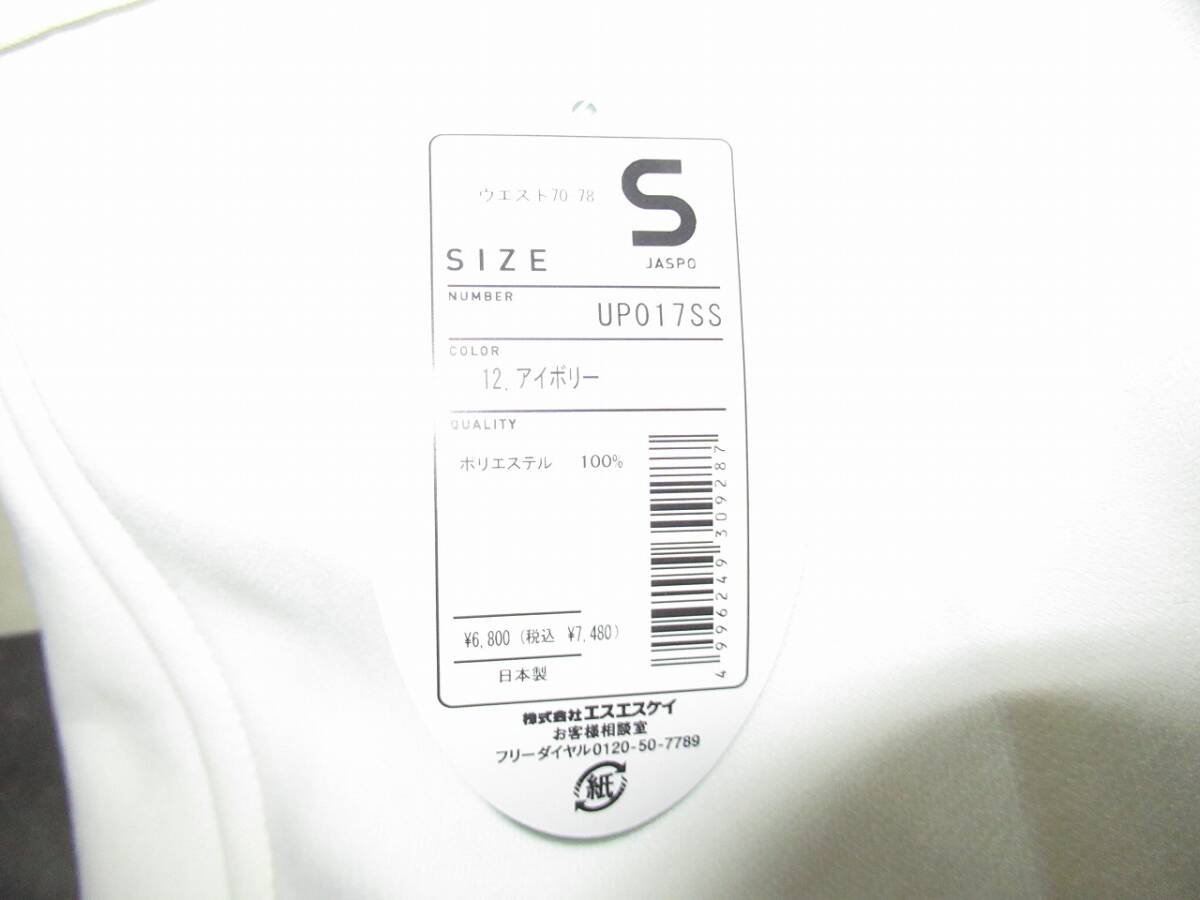 ウエスト70 78
S
SIZE
JASPO
NUMBER
UP017SS
COLOR
12.アイボリー
QUALITY
ポリエステル 100%
4996249309287
¥6,800(税込 ¥7,480)
日本製
株式会社エスエスケイ
お客様相談室
フリーダイヤル0120-50-7789
紙